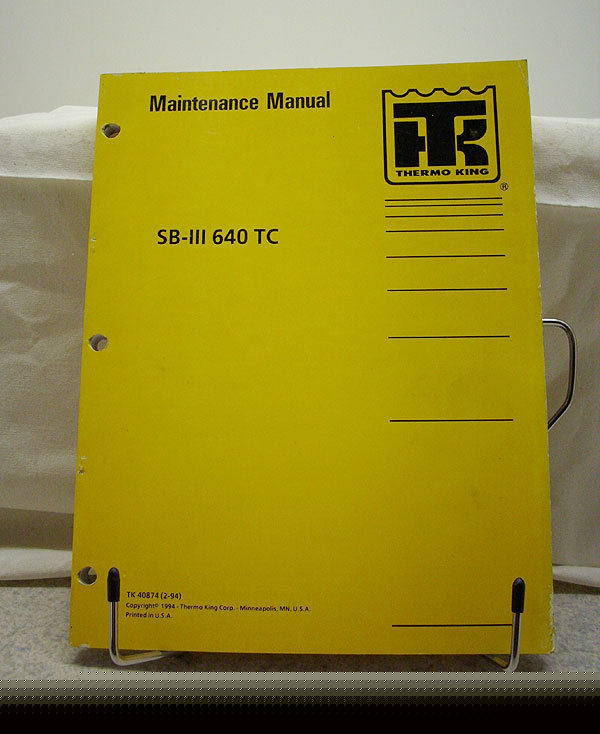 Maintenance Manual
TK
THERMO KING
®
SB-III 640 TC
TK 40874 (2-94)
Copyright© 1994 - Thermo King Corp. - Minneapolis, MN, U.S.A.
Printed in U.S.A.